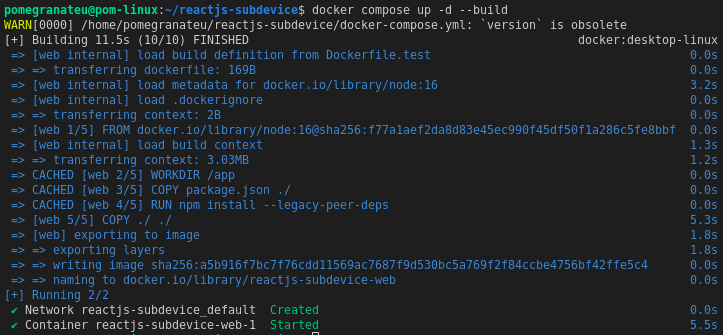 pomegranateu@pom-linux:~/reactjs-subdevice$ docker compose up -d --build
WARN[0000] /home/pomegranateu/reactjs-subdevice/docker-compose.yml: `version` is obsolete
[+] Building 11.5s (10/10) FINISHED docker:desktop-linux
=> [web internal] load build definition from Dockerfile.test 0.0s
=> => transferring dockerfile: 169B 0.0s
=> [web internal] load metadata for docker.io/library/node:16 3.2s
=> [web internal] load .dockerignore 0.0s
=> => transferring context: 2B 0.0s
=> [web 1/5] FROM docker.io/library/node:16@sha256:f77a1aef2da8d83e45ec990f45df50f1a286c5fe8bbf 0.0s
=> [web internal] load build context 1.3s
=> => transferring context: 3.03MB 1.2s
=> CACHED [web 2/5] WORKDIR /app 0.0s
=> CACHED [web 3/5] COPY package.json ./ 0.0s
=> CACHED [web 4/5] RUN npm install --legacy-peer-deps 0.0s
=> [web 5/5] COPY ./ ./ 5.3s
=> [web] exporting to image 1.8s
=> => exporting layers 1.8s
=> => writing image sha256:a5b916f7bc7f76cdd11569ac7687f9d530bc5a769f2f84ccbe4756bf42ffe5c4 0.0s
=> => naming to docker.io/library/reactjs-subdevice-web 0.0s
[+] Running 2/2
✔ Network reactjs-subdevice_default Created 0.0s
✔ Container reactjs-subdevice-web-1 Started 5.5s